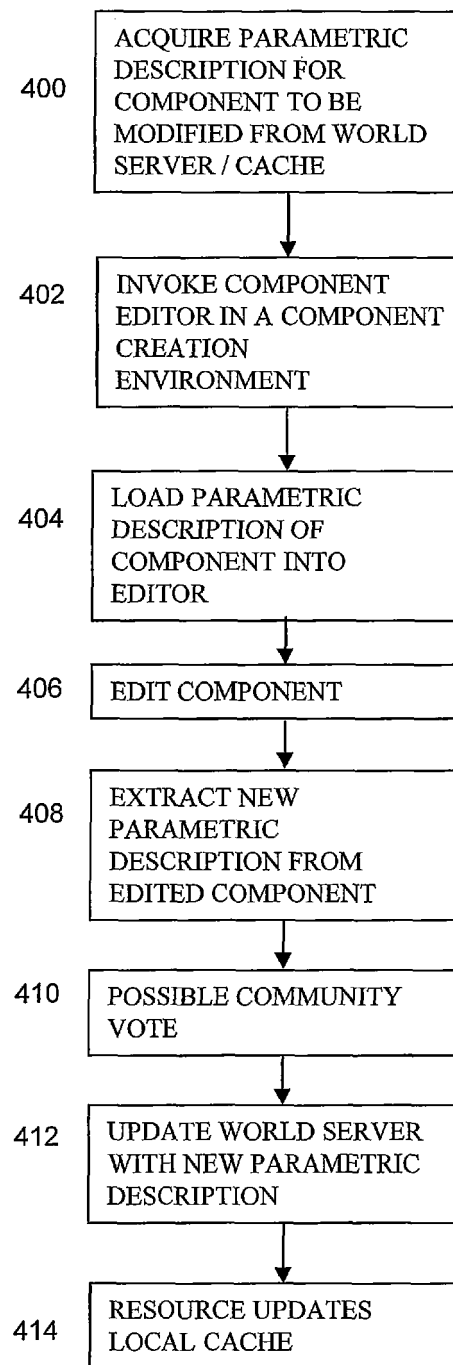 400
ACQUIRE PARAMETRIC
DESCRIPTION FOR
COMPONENT TO BE
MODIFIED FROM WORLD
SERVER / CACHE
402
INVOKE COMPONENT
EDITOR IN A COMPONENT
CREATION
ENVIRONMENT
404
LOAD PARAMETRIC
DESCRIPTION OF
COMPONENT INTO
EDITOR
406
EDIT COMPONENT
408
EXTRACT NEW
PARAMETRIC
DESCRIPTION FROM
EDITED COMPONENT
410
POSSIBLE COMMUNITY
VOTE
412
UPDATE WORLD SERVER
WITH NEW PARAMETRIC
DESCRIPTION
414
RESOURCE UPDATES
LOCAL CACHE